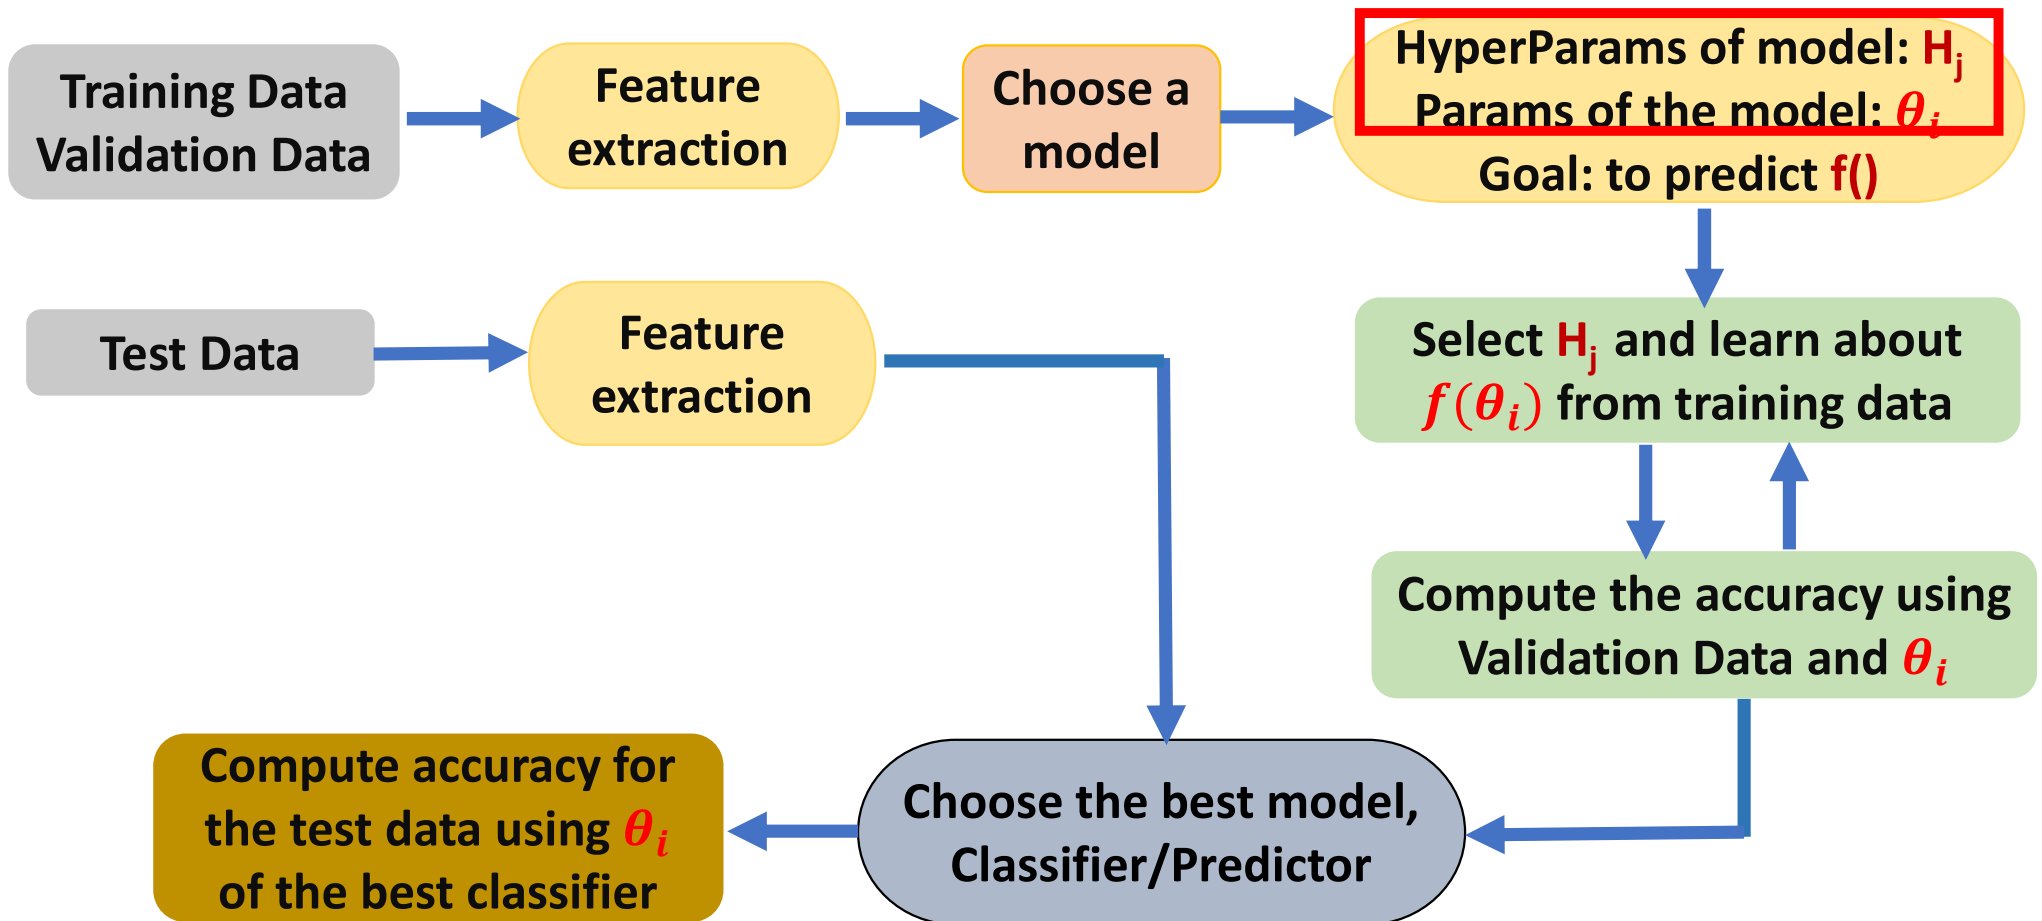 Training Data
Validation Data
Feature
extraction
Choose a
model
HyperParams of model: Hj
Params of the model: θi
Goal: to predict f()
Test Data
Feature
extraction
Select Hj and learn about
f(θi) from training data
Compute the accuracy using
Validation Data and θi
Compute accuracy for
the test data using θi
of the best classifier
Choose the best model,
Classifier/Predictor